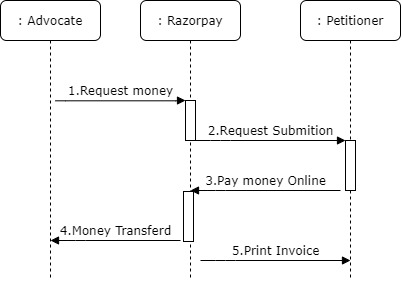 : Advocate
: Razorpay
: Petitioner
1.Request money
2.Request Submition
3.Pay money Online
4.Money Transferd
5.Print Invoice